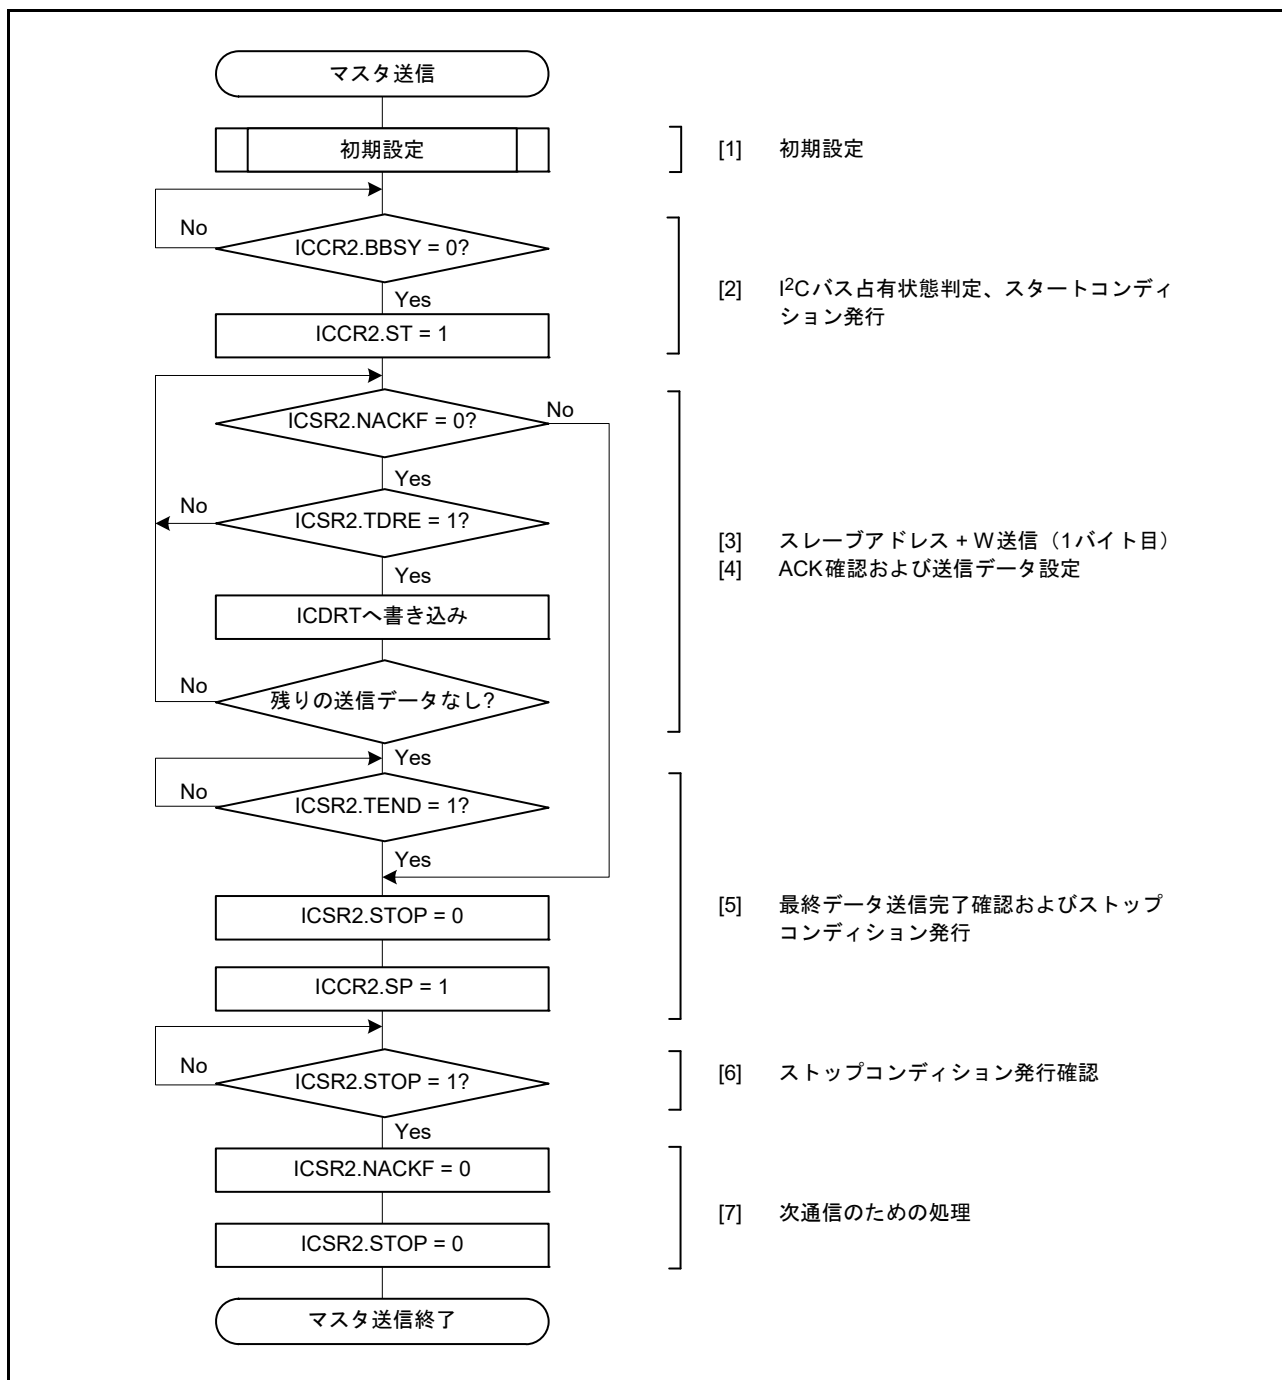 マスタ送信
初期設定
[1] 初期設定
No
ICCR2.BBSY = 0?
Yes
[2] I²Cバス占有状態判定、スタートコンディ
ション発行
ICCR2.ST = 1
ICSR2.NACKF = 0?
No
Yes
No
ICSR2.TDRE = 1?
[3] スレーブアドレス + W送信（1バイト目）
[4] ACK確認および送信データ設定
Yes
ICDRTへ書き込み
No
残りの送信データなし?
Yes
No
ICSR2.TEND = 1?
Yes
ICSR2.STOP = 0
[5] 最終データ送信完了確認およびストップ
コンディション発行
ICCR2.SP = 1
No
ICSR2.STOP = 1?
[6] ストップコンディション発行確認
Yes
ICSR2.NACKF = 0
[7] 次通信のための処理
ICSR2.STOP = 0
マスタ送信終了